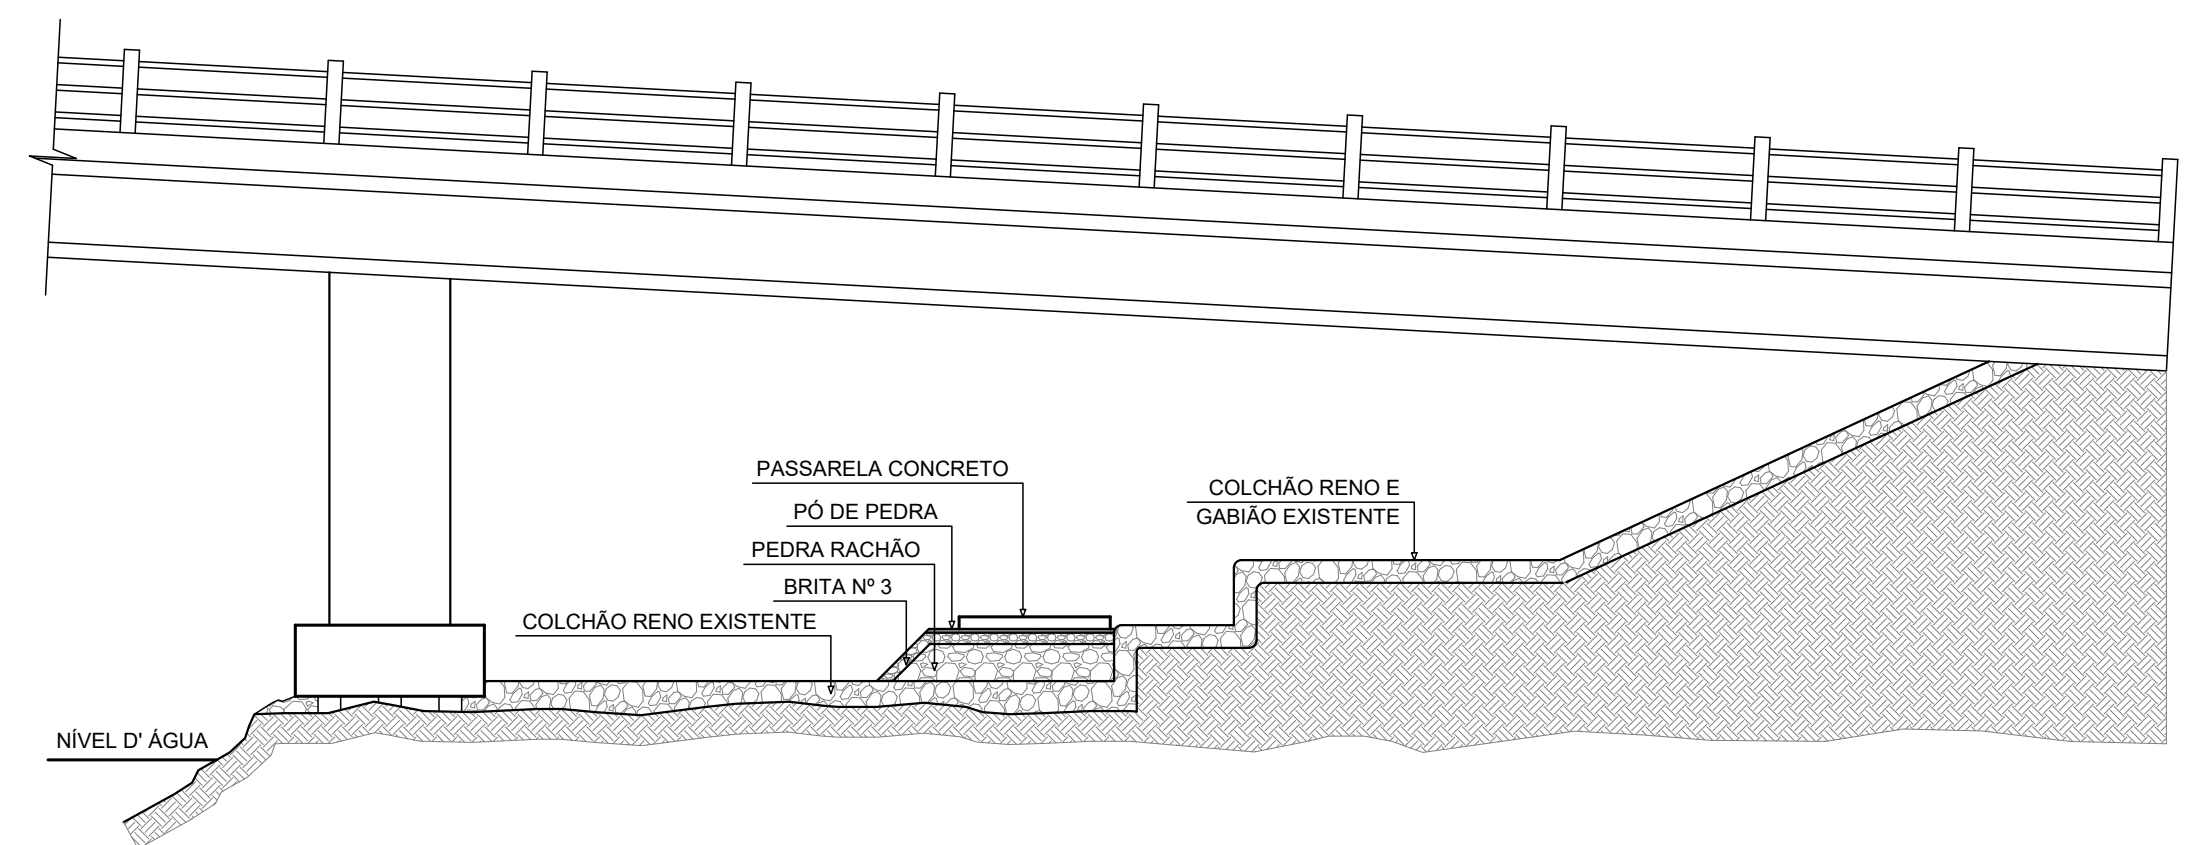 PASSARELA CONCRETO
PÓ DE PEDRA
PEDRA RACHÃO
BRITA Nº 3
COLCHÃO RENO EXISTENTE
COLCHÃO RENO E
GABIÃO EXISTENTE
NÍVEL D' ÁGUA